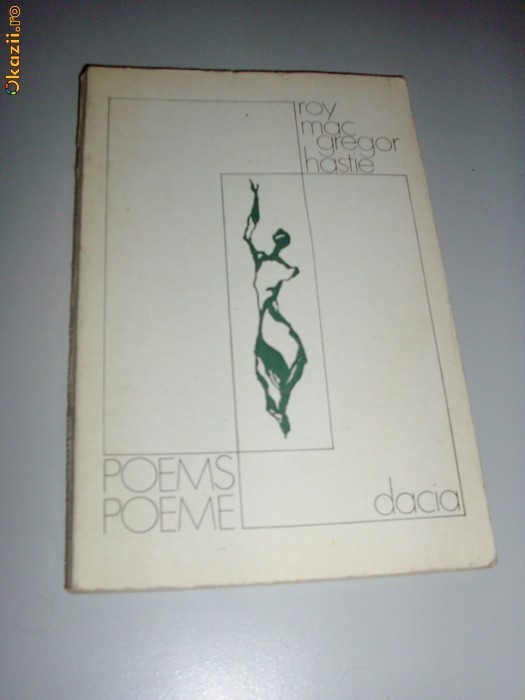 Okazii.ro
roy
mac
gregor
hastie
POEMS
POEME
dacia